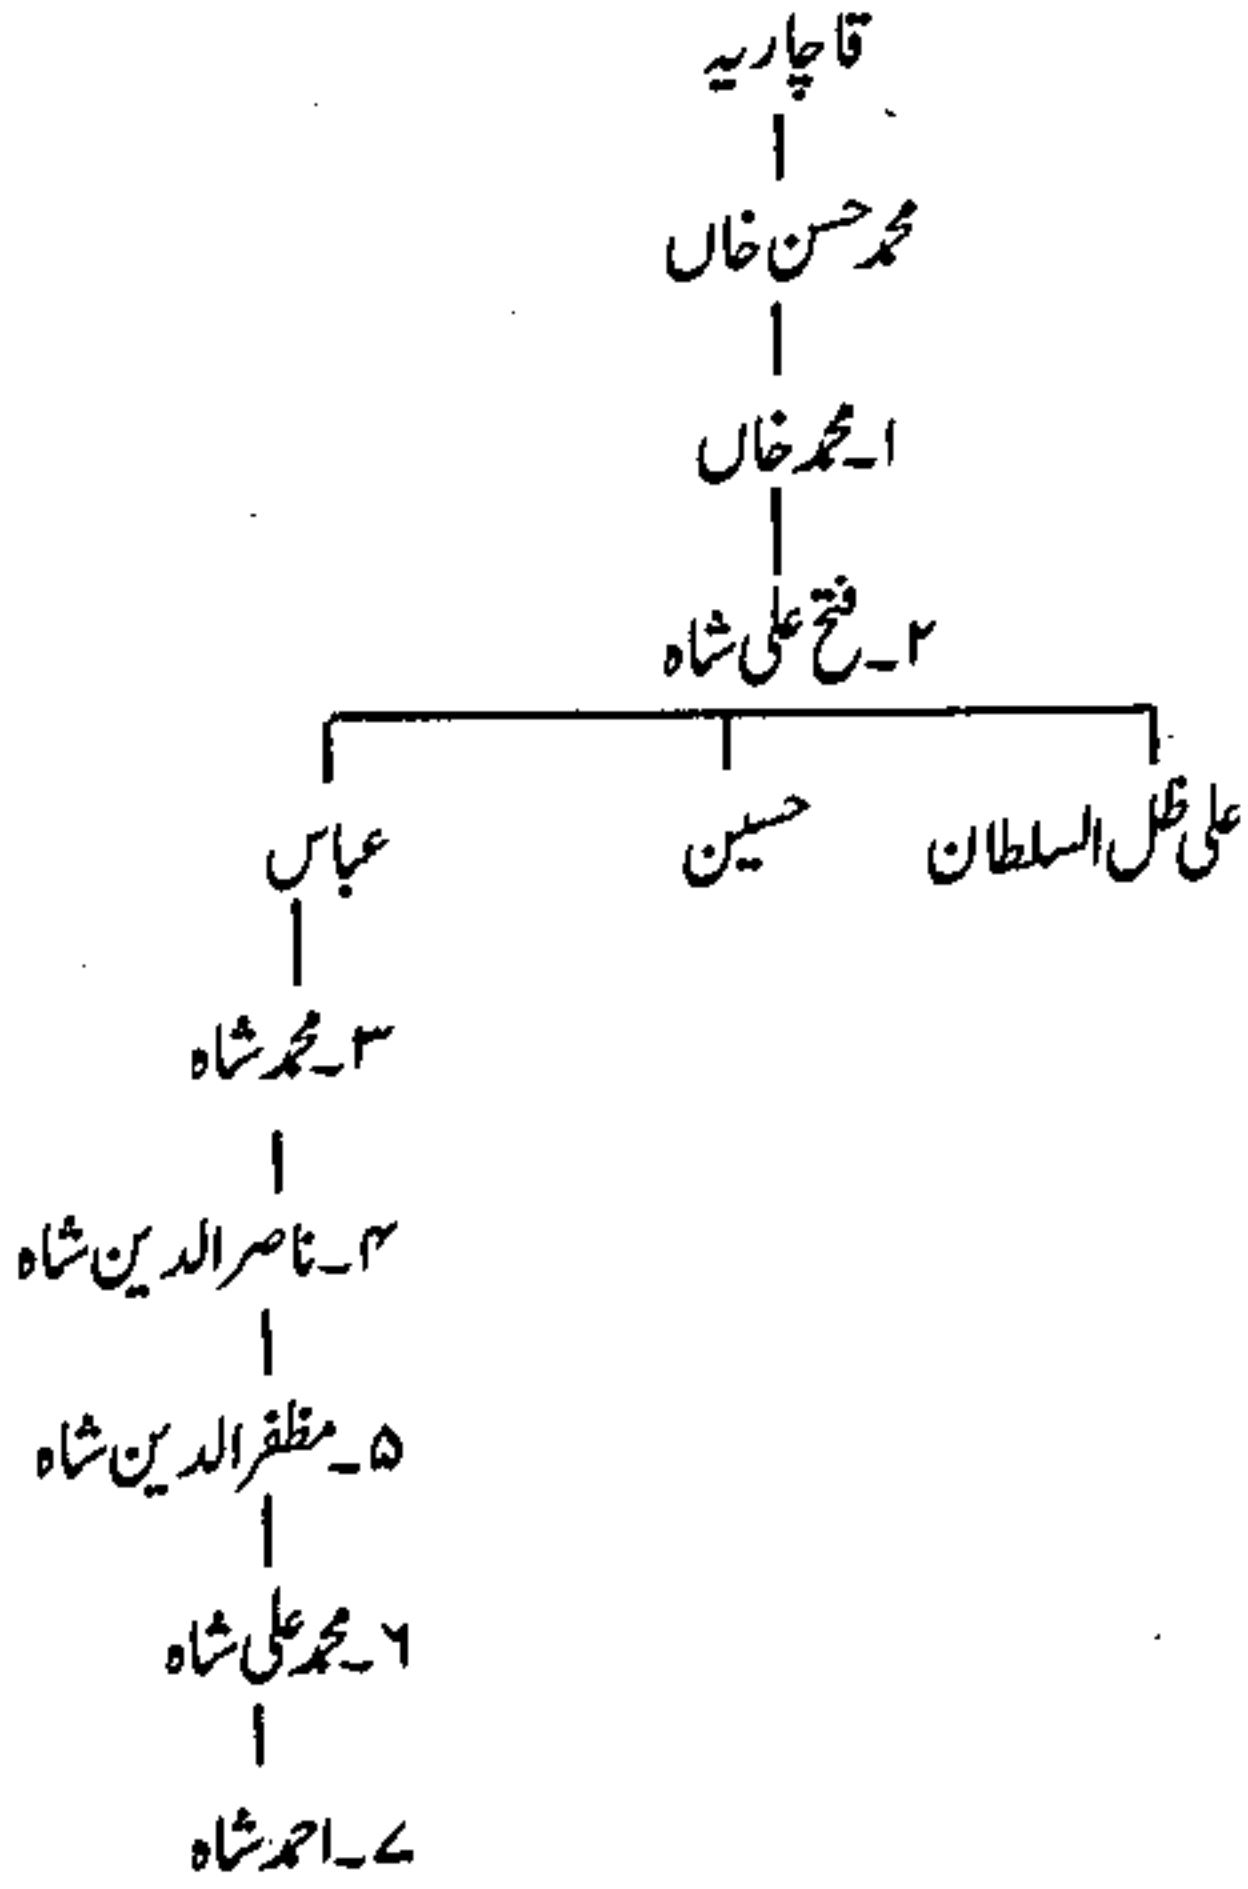 قاچاریہ
محمد حسن خاں
۱۔ محمد خاں
۲۔ فتح علی شاہ
علی ظل السلطان
حسین
عباس
۳۔ محمد شاہ
۴۔ ناصر الدین شاہ
۵۔ مظفر الدین شاہ
۶۔ محمد علی شاہ
۷۔ احمد شاہ